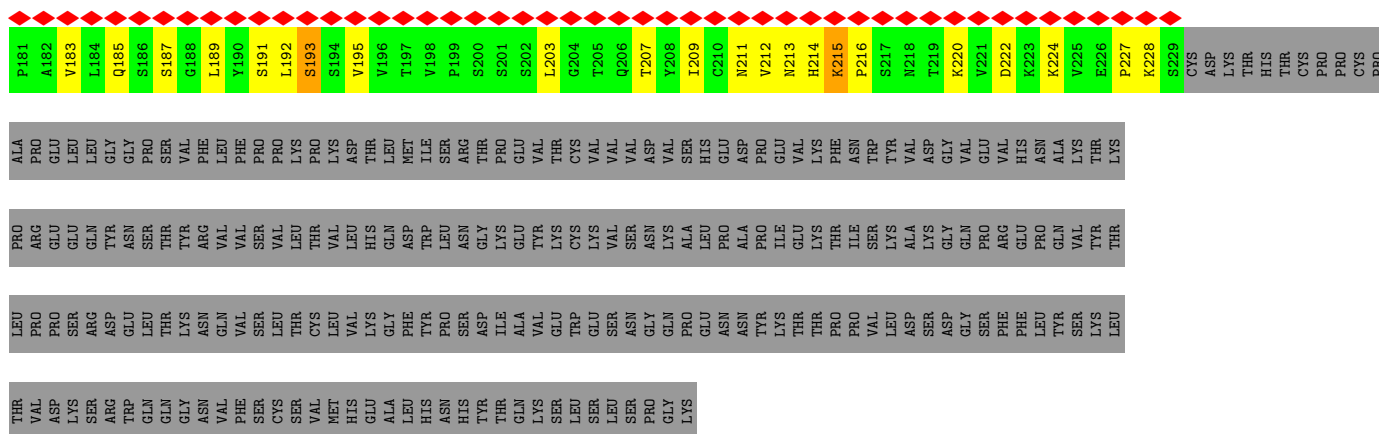 P181 A182 V183 L184 Q185 S186 S187 G188 L189 Y190 S191 L192 S193 S194 V195 V196 T197 V198 P199 S200 S201 S202 L203 G204 T205 Q206 T207 Y208 I209 C210 N211 V212 N213 H214 K215 P216 S217 N218 T219 K220 V221 D222 K223 K224 V225 E226 P227 K228 S229 CYS ASP LYS THR HIS THR CYS PRO PRO CYS PRO
ALA PRO GLU LEU LEU GLY GLY PRO SER VAL PHE LEU PHE PRO PRO LYS PRO LYS ASP THR LEU MET ILE SER ARG THR PRO GLU VAL THR CYS VAL VAL VAL ASP VAL SER HIS GLU ASP PRO GLU VAL LYS PHE ASN TRP TYR VAL ASP GLY VAL GLU VAL HIS ASN ALA LYS THR LYS
PRO ARG GLU GLU GLN TYR ASN SER THR TYR ARG VAL VAL SER VAL LEU THR VAL LEU HIS GLN ASP TRP LEU ASN GLY LYS GLU TYR LYS CYS LYS VAL SER ASN LYS ALA LEU PRO ALA PRO ILE GLU LYS THR ILE SER LYS ALA LYS GLY GLN PRO ARG GLU PRO GLN VAL TYR THR
LEU PRO PRO SER ARG ASP GLU LEU THR LYS ASN GLN VAL SER LEU THR CYS LEU VAL LYS GLY PHE TYR PRO SER ASP ILE ALA VAL GLU TRP GLU SER ASN GLY GLN PRO GLU ASN ASN TYR LYS THR THR PRO PRO VAL LEU ASP SER ASP GLY SER PHE PHE LEU TYR SER LYS LEU
THR VAL ASP LYS SER ARG TRP GLN GLN GLY ASN VAL PHE SER CYS SER VAL MET HIS GLU ALA LEU HIS ASN HIS TYR THR GLN LYS SER LEU SER LEU SER PRO GLY LYS